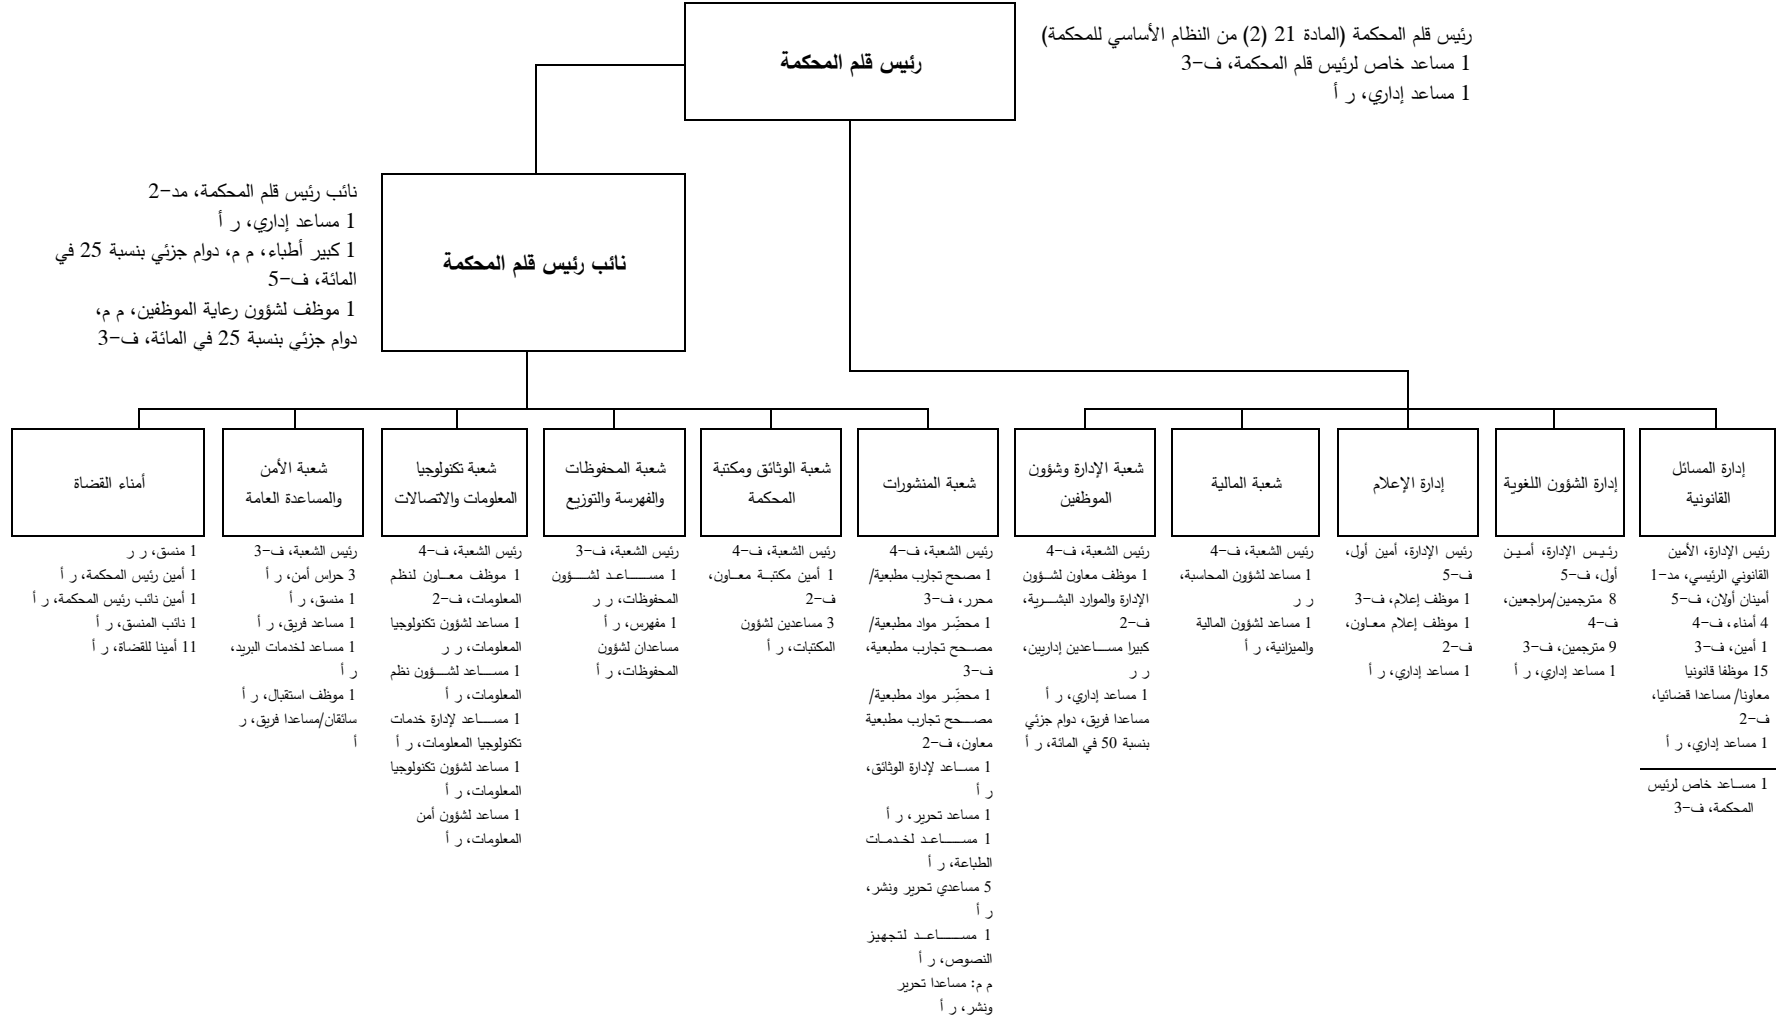 رئيس قلم المحكمة
رئيس قلم المحكمة (المادة 21 (2) من النظام الأساسي للمحكمة)
1 مساعد خاص لرئيس قلم المحكمة، ف-3
1 مساعد إداري، ر أ
نائب رئيس قلم المحكمة
نائب رئيس قلم المحكمة، مد-2
1 مساعد إداري، ر أ
1 كبير أطباء، م م، دوام جزئي بنسبة 25 في
المائة، ف-5
1 موظف لشؤون رعاية الموظفين، م م،
دوام جزئي بنسبة 25 في المائة، ف-3
إدارة المسائل
القانونية
رئيس الإدارة، الأمين
القانوني الرئيسي، مد-1
أمينان أولان، ف-5
4 أمناء، ف-4
1 أمين، ف-3
15 موظفا قانونيا
معاونا/ مساعدا قضائيا،
ف-2
1 مساعد إداري، ر أ
1 مساعد خاص لرئيس
المحكمة، ف-3
إدارة الشؤون اللغوية
رئيس الإدارة، أمين
أول، ف-5
8 مترجمين/مراجعين،
ف-4
9 مترجمين، ف-3
1 مساعد إداري، ر أ
إدارة الإعلام
رئيس الإدارة، أمين أول،
ف-5
1 موظف إعلام، ف-3
1 موظف إعلام معاون،
ف-2
1 مساعد إداري، ر أ
شعبة المالية
رئيس الشعبة، ف-4
1 مساعد لشؤون المحاسبة،
ر ر
1 مساعد لشؤون المالية
والميزانية، ر أ
شعبة الإدارة وشؤون
الموظفين
رئيس الشعبة، ف-4
1 موظف معاون لشؤون
الإدارة والموارد البشرية،
ف-2
كبيرا مساعدين إداريين،
ر ر
1 مساعد إداري، ر أ
مساعدا فريق، دوام جزئي
بنسبة 50 في المائة، ر أ
شعبة المنشورات
رئيس الشعبة، ف-4
1 مصحح تجارب مطبعية/
محرر، ف-3
1 محضِّر مواد مطبعية/
مصحح تجارب مطبعية،
ف-3
1 محضِّر مواد مطبعية/
مصحح تجارب مطبعية
معاون، ف-2
1 مساعد لإدارة الوثائق،
ر أ
1 مساعد تحرير، ر أ
1 مساعد لخدمات
الطباعة، ر أ
5 مساعدي تحرير ونشر،
ر أ
1 مساعد لتجهيز
النصوص، ر أ
م م: مساعدا تحرير
ونشر، ر أ
شعبة الوثائق ومكتبة
المحكمة
رئيس الشعبة، ف-4
1 أمين مكتبة معاون،
ف-2
3 مساعدين لشؤون
المكتبات، ر أ
شعبة المحفوظات
والفهرسة والتوزيع
رئيس الشعبة، ف-3
1 مساعد لشؤون
المحفوظات، ر ر
1 مفهرس، ر أ
مساعدان لشؤون
المحفوظات، ر أ
شعبة تكنولوجيا
المعلومات والاتصالات
رئيس الشعبة، ف-4
1 موظف معاون لنظم
المعلومات، ف-2
1 مساعد لشؤون تكنولوجيا
المعلومات، ر ر
1 مساعد لشؤون نظم
المعلومات، ر أ
1 مساعد لإدارة خدمات
تكنولوجيا المعلومات، ر أ
1 مساعد لشؤون تكنولوجيا
المعلومات، ر أ
1 مساعد لشؤون أمن
المعلومات، ر أ
شعبة الأمن
والمساعدة العامة
رئيس الشعبة، ف-3
3 حراس أمن، ر أ
1 منسق، ر أ
1 مساعد فريق، ر أ
1 مساعد لخدمات البريد،
ر أ
1 موظف استقبال، ر أ
سائقان/مساعدا فريق، ر
أ
أمناء القضاة
1 منسق، ر ر
1 أمين رئيس المحكمة، ر أ
1 أمين نائب رئيس المحكمة، ر أ
1 نائب المنسق، ر أ
11 أمينا للقضاة، ر أ